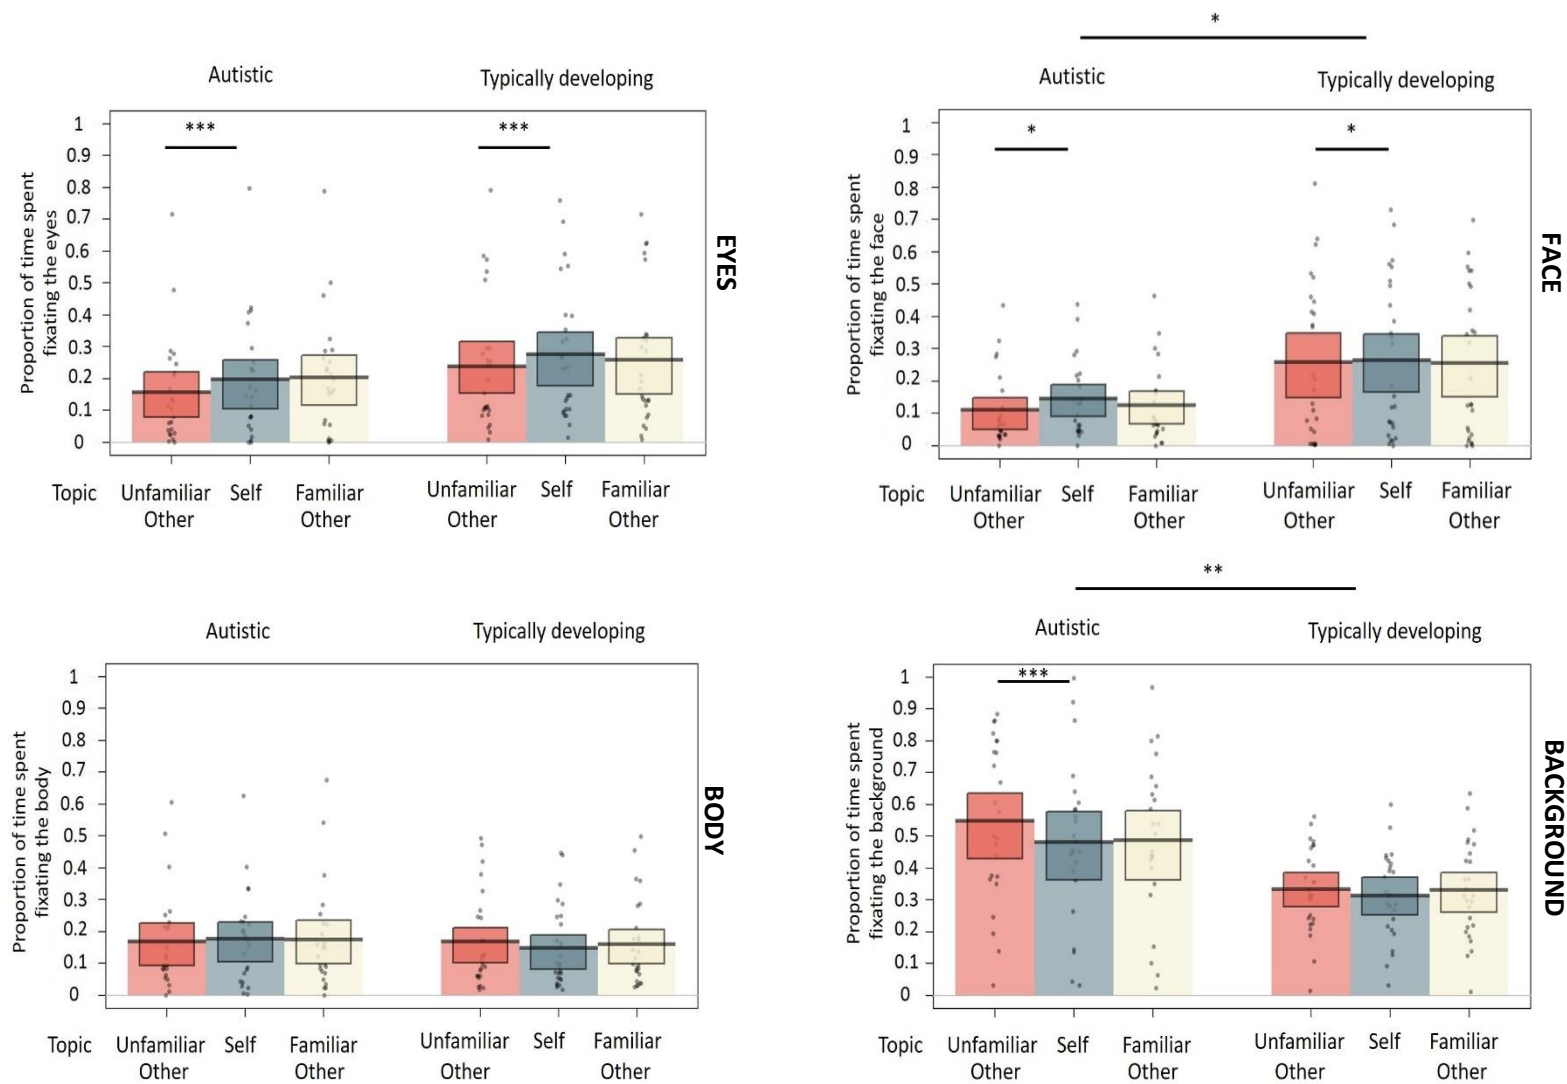 Autistic
Typically developing
***
***
1
0.9
0.8
0.7
0.6
0.5
0.4
0.3
0.2
0.1
0
Proportion of time spent
fixating the eyes
EYES
Topic
Unfamiliar
Other
Self
Familiar
Other
Unfamiliar
Other
Self
Familiar
Other
*
Autistic
Typically developing
*
*
1
0.9
0.8
0.7
0.6
0.5
0.4
0.3
0.2
0.1
0
Proportion of time spent
fixating the face
FACE
Topic
Unfamiliar
Other
Self
Familiar
Other
Unfamiliar
Other
Self
Familiar
Other
Autistic
Typically developing
1
0.9
0.8
0.7
0.6
0.5
0.4
0.3
0.2
0.1
0
Proportion of time spent
fixating the body
BODY
Topic
Unfamiliar
Other
Self
Familiar
Other
Unfamiliar
Other
Self
Familiar
Other
**
Autistic
Typically developing
***
1
0.9
0.8
0.7
0.6
0.5
0.4
0.3
0.2
0.1
0
Proportion of time spent
fixating the background
BACKGROUND
Topic
Unfamiliar
Other
Self
Familiar
Other
Unfamiliar
Other
Self
Familiar
Other